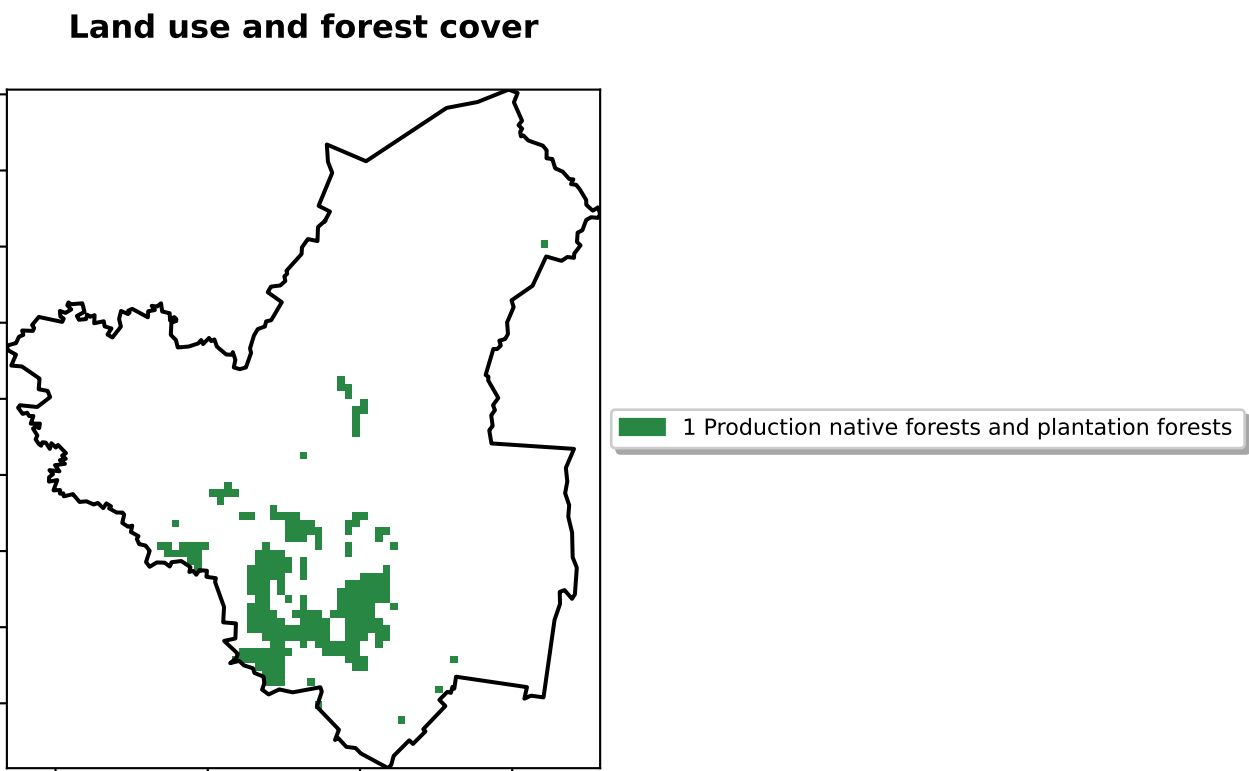 Land use and forest cover
1 Production native forests and plantation forests